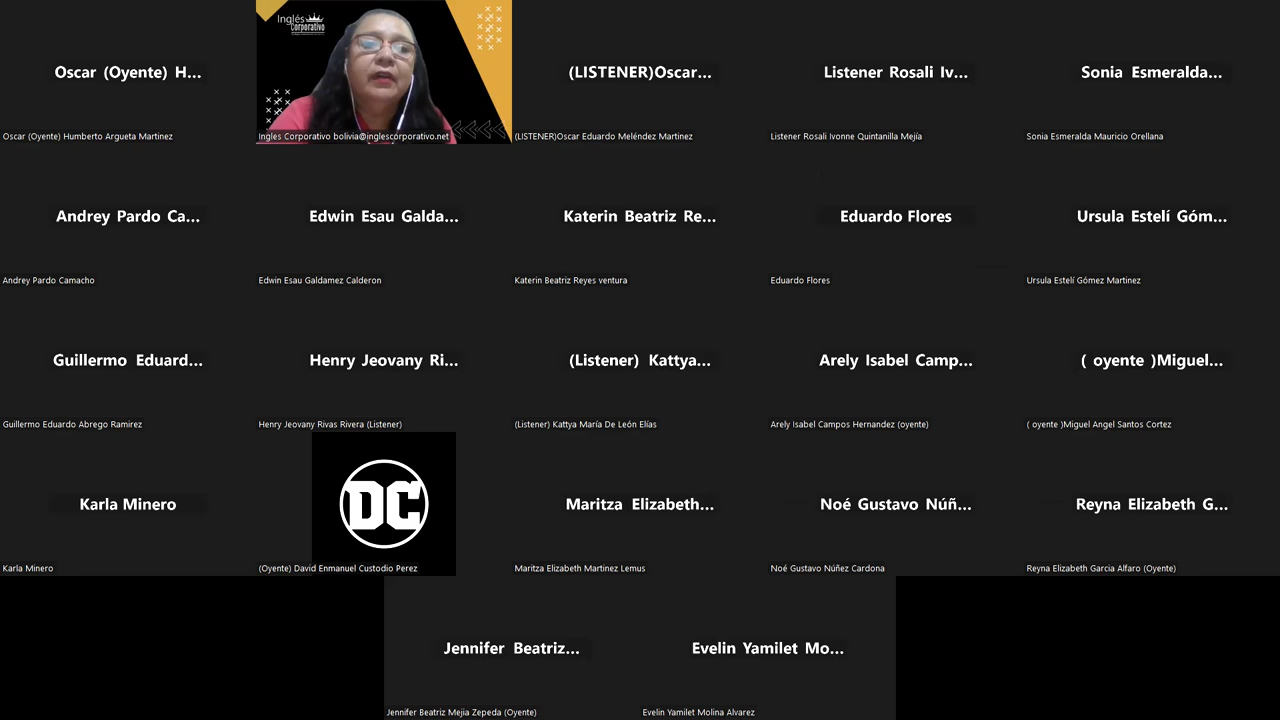 Oscar (Oyente) H...
Oscar (Oyente) Humberto Argueta Martinez
Inglés
Corporativo
Ingles Corporativo bolivia@inglescorporativo.net
(LISTENER)Oscar...
(LISTENER)Oscar Eduardo Meléndez Martinez
Listener Rosali Iv...
Listener Rosali Ivonne Quintanilla Mejía
Sonia Esmeralda...
Sonia Esmeralda Mauricio Orellana
Andrey Pardo Ca...
Andrey Pardo Camacho
Edwin Esau Galda...
Edwin Esau Galdamez Calderon
Katerin Beatriz Re...
Katerin Beatriz Reyes ventura
Eduardo Flores
Eduardo Flores
Ursula Estelí Góm...
Ursula Estelí Gómez Martinez
Guillermo Eduard...
Guillermo Eduardo Abrego Ramirez
Henry Jeovany Ri...
Henry Jeovany Rivas Rivera (Listener)
(Listener) Kattya...
(Listener) Kattya María De León Elías
Arely Isabel Camp...
Arely Isabel Campos Hernandez (oyente)
( oyente )Miguel...
( oyente )Miguel Angel Santos Cortez
Karla Minero
Karla Minero
DC
(Oyente) David Enmanuel Custodio Perez
Maritza Elizabeth...
Maritza Elizabeth Martinez Lemus
Noé Gustavo Núñ...
Noé Gustavo Núñez Cardona
Reyna Elizabeth G...
Reyna Elizabeth Garcia Alfaro (Oyente)
Jennifer Beatriz...
Jennifer Beatriz Mejia Zepeda (Oyente)
Evelin Yamilet Mo...
Evelin Yamilet Molina Alvarez